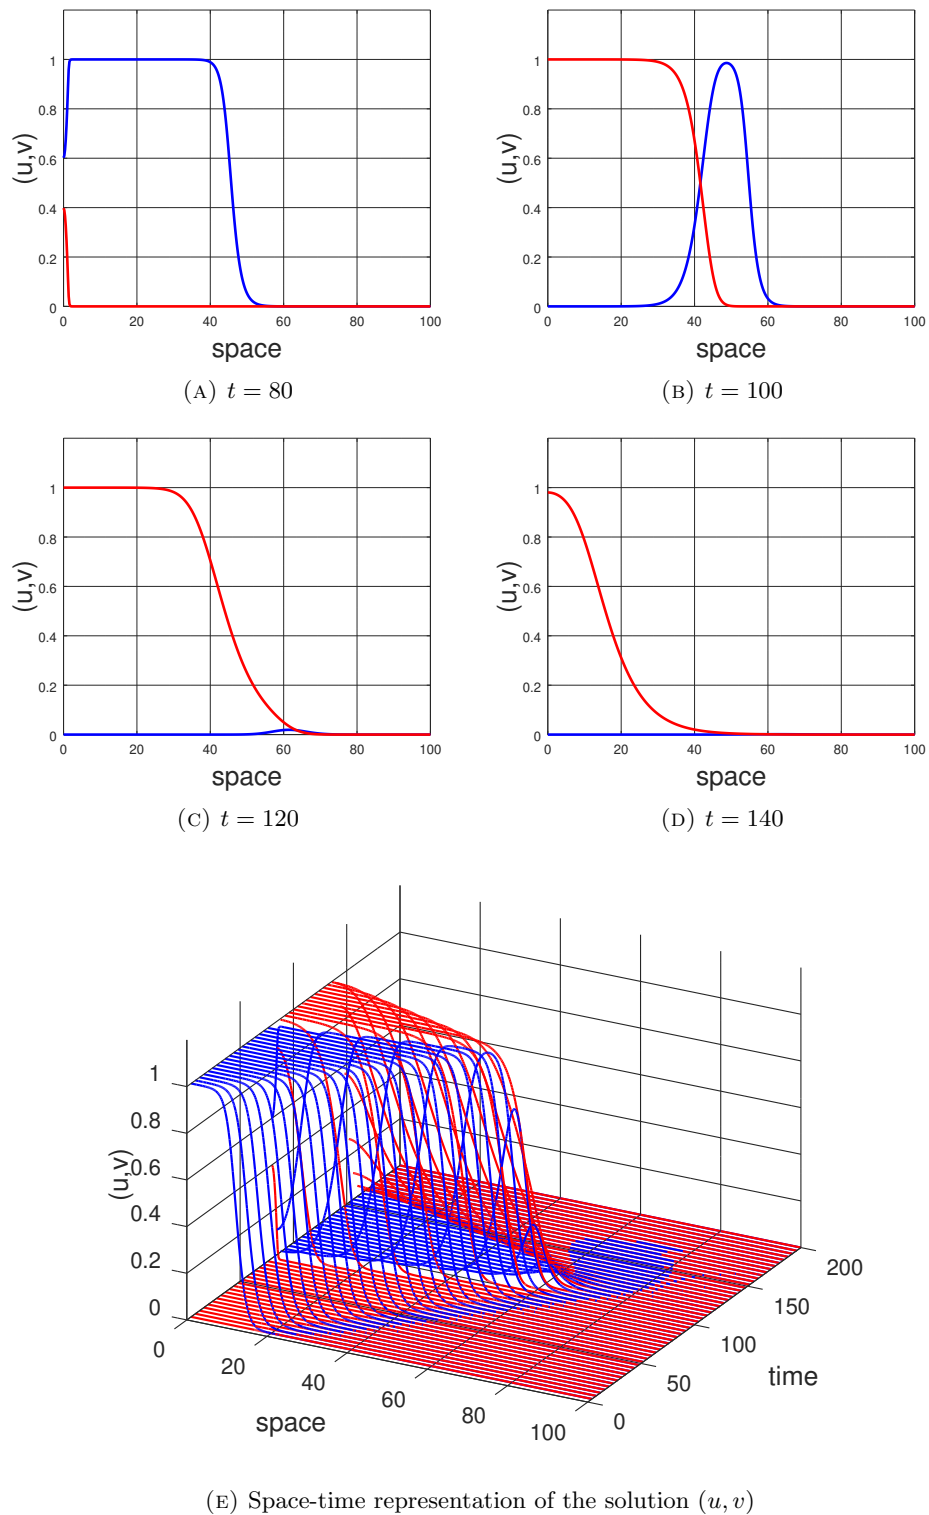 (u,v)
1
0.8
0.6
0.4
0.2
0
0 20 40 60 80 100
space
(A) t = 80
(u,v)
1
0.8
0.6
0.4
0.2
0
0 20 40 60 80 100
space
(B) t = 100
(u,v)
1
0.8
0.6
0.4
0.2
0
0 20 40 60 80 100
space
(C) t = 120
(u,v)
1
0.8
0.6
0.4
0.2
0
0 20 40 60 80 100
space
(D) t = 140
(u,v)
1
0.8
0.6
0.4
0.2
0
0 20 40 60 80 100
space
0 50 100 150 200
time
(E) Space-time representation of the solution (u, v)